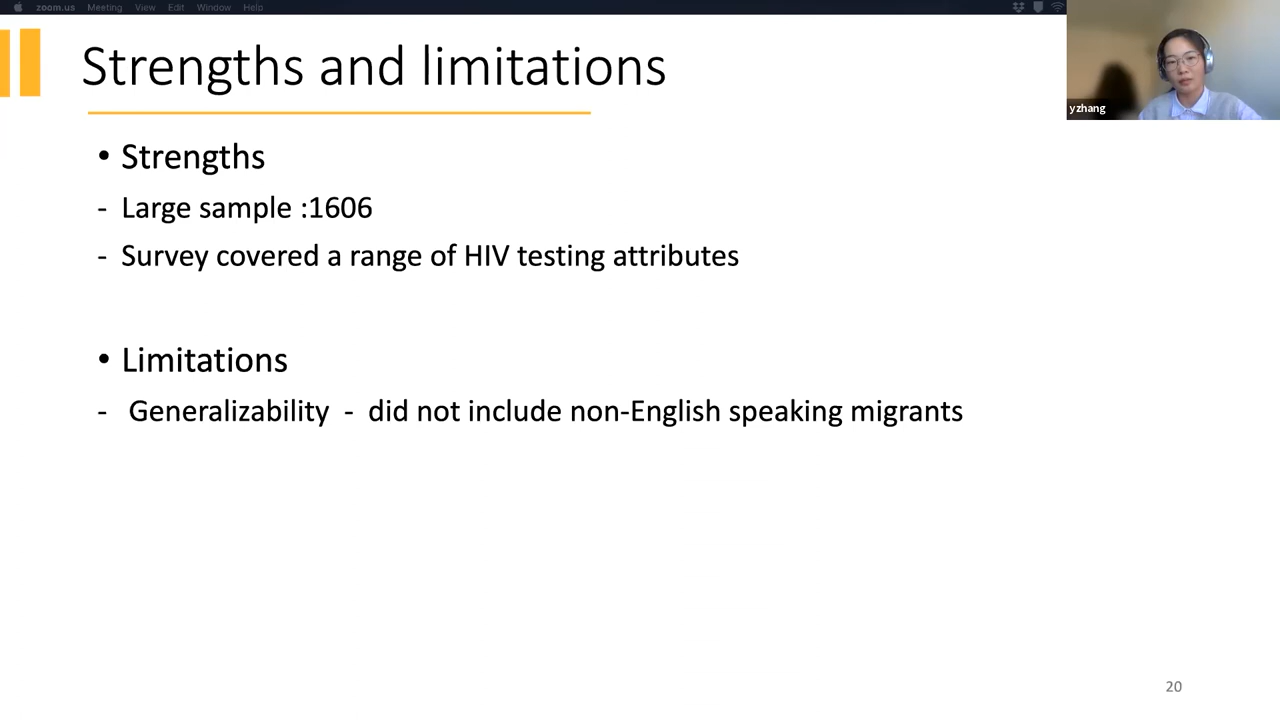 zoom.us Meeting View Edit Window Help
Strengths and limitations
yzhang
• Strengths
- Large sample :1606
- Survey covered a range of HIV testing attributes
• Limitations
- Generalizability - did not include non-English speaking migrants
20